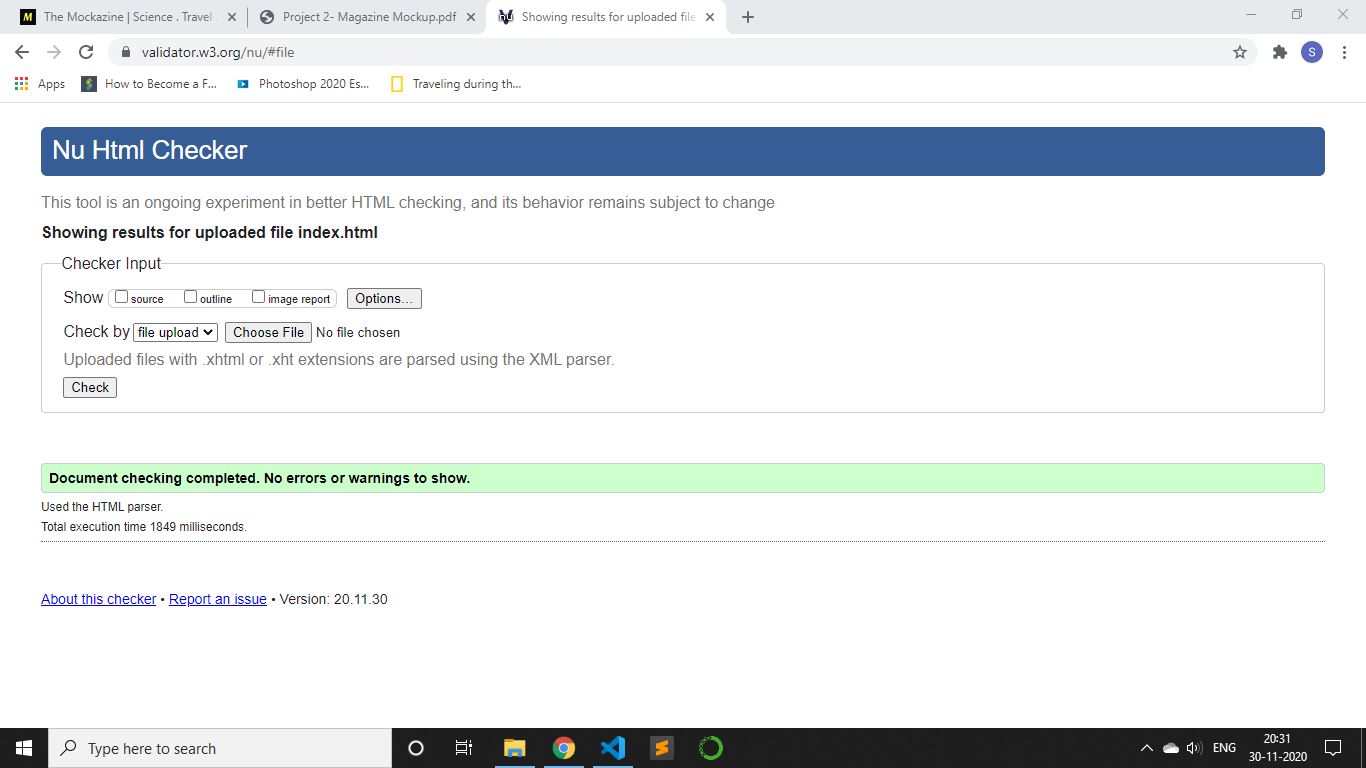 M The Mockazine | Science . Travel
Project 2- Magazine Mockup.pdf
nu Showing results for uploaded file
validator.w3.org/nu/#file
S
Apps
How to Become a F...
Photoshop 2020 Es...
Traveling during th...
Nu Html Checker
This tool is an ongoing experiment in better HTML checking, and its behavior remains subject to change
Showing results for uploaded file index.html
Checker Input
Show source outline image report Options...
Check by file upload Choose File No file chosen
Uploaded files with .xhtml or .xht extensions are parsed using the XML parser.
Check
Document checking completed. No errors or warnings to show.
Used the HTML parser.
Total execution time 1849 milliseconds.
About this checker • Report an issue • Version: 20.11.30
Type here to search
ENG
20:31
30-11-2020